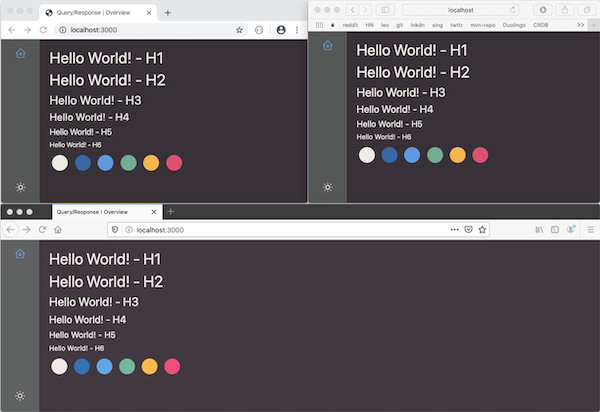 Query/Response | Overview
localhost:3000
Hello World! - H1
Hello World! - H2
Hello World! - H3
Hello World! - H4
Hello World! - H5
Hello World! - H6
localhost
reddit HN leo git lnkdn xing twttr mvn-repo Duolingo CRDB
Hello World! - H1
Hello World! - H2
Hello World! - H3
Hello World! - H4
Hello World! - H5
Hello World! - H6
Query/Response | Overview
localhost:3000
Hello World! - H1
Hello World! - H2
Hello World! - H3
Hello World! - H4
Hello World! - H5
Hello World! - H6